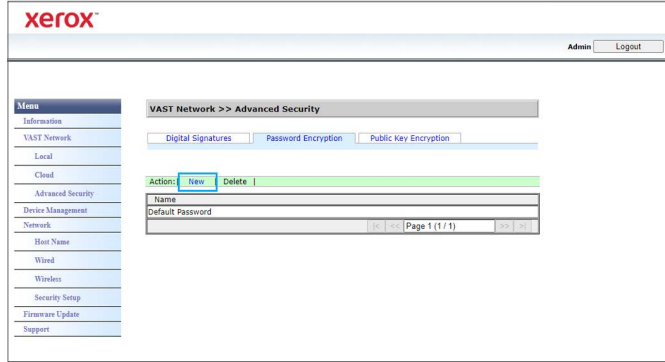 xerox™
Admin Logout
VAST Network >> Advanced Security
Menu
Information
VAST Network
Local
Cloud
Advanced Security
Device Management
Network
Host Name
Wired
Wireless
Security Setup
Firmware Update
Support
Digital Signatures Password Encryption Public Key Encryption
Action: | New | Delete |
Name
Default Password
|< << Page 1 (1 / 1) >> >|